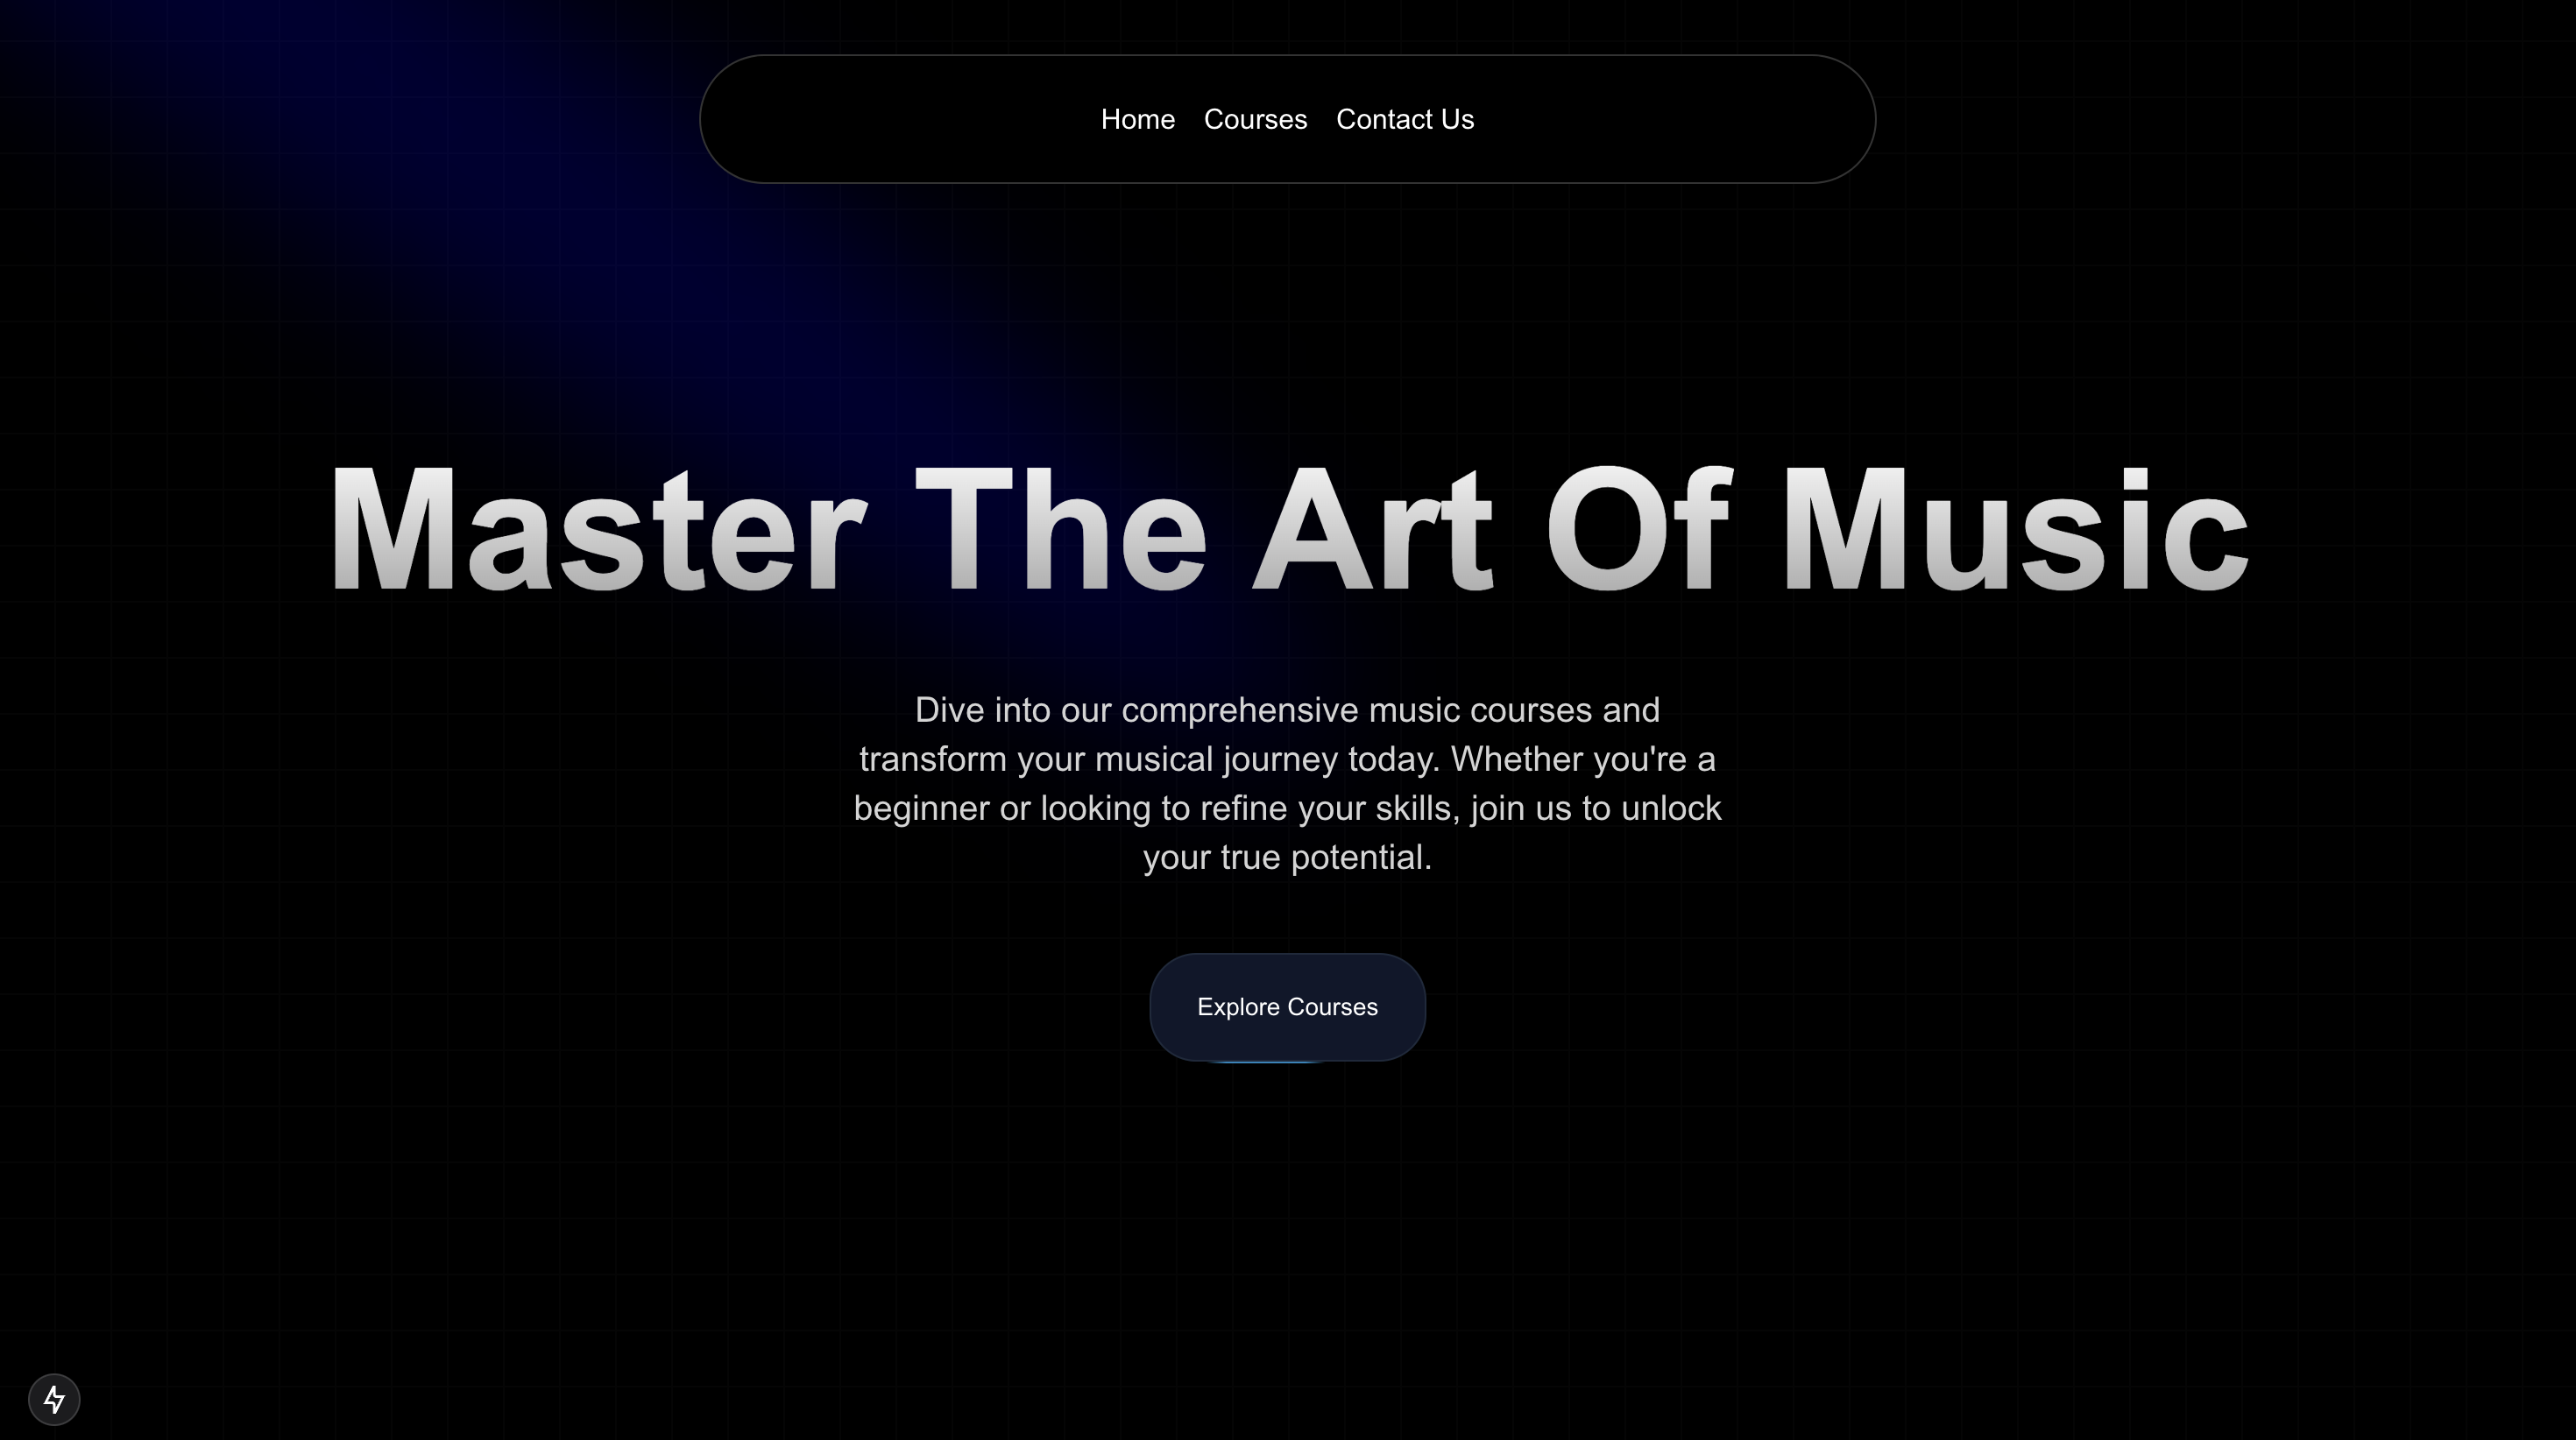 Home Courses Contact Us
Master The Art Of Music
Dive into our comprehensive music courses and
transform your musical journey today. Whether you're a
beginner or looking to refine your skills, join us to unlock
your true potential.
Explore Courses